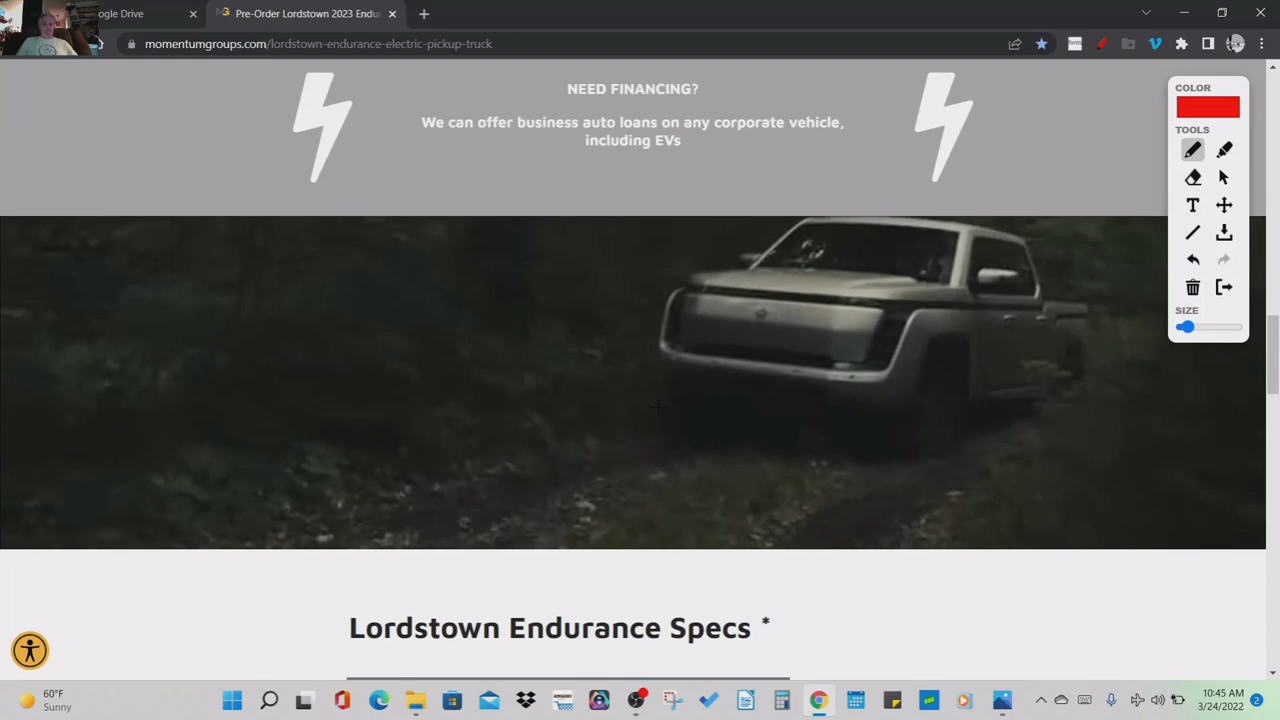 ogle Drive
Pre-Order Lordstown 2023 Endu
momentumgroups.com/lordstown-endurance-electric-pickup-truck
NEED FINANCING?
We can offer business auto loans on any corporate vehicle,
including EVs
COLOR
TOOLS
T
SIZE
Lordstown Endurance Specs *
60°F
Sunny
amazon
10:45 AM
3/24/2022
2